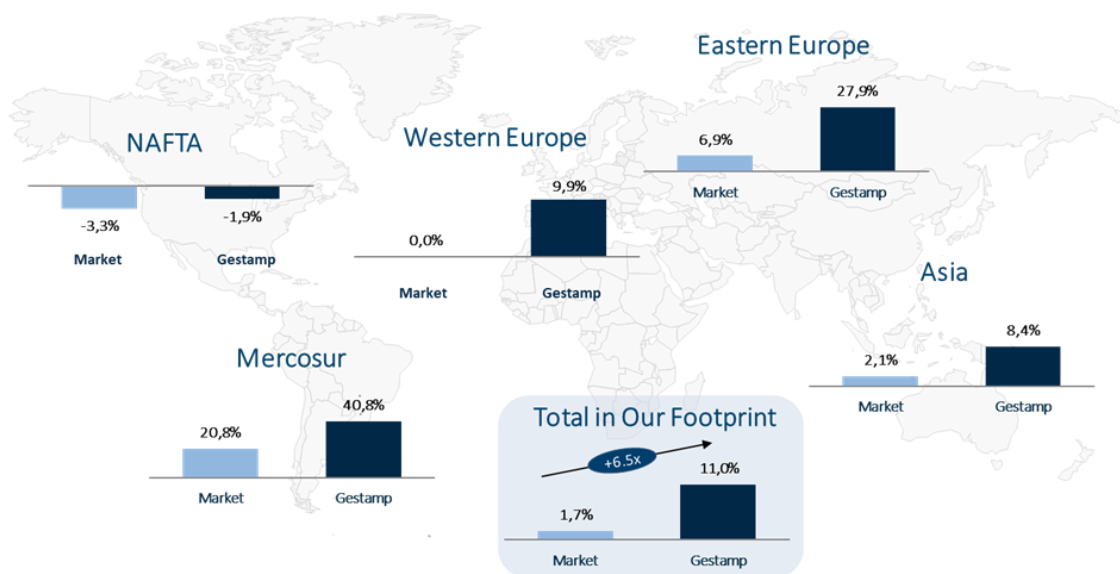 Eastern Europe
27,9%
6,9%
Market
Gestamp
NAFTA
-3,3%
-1,9%
Market
Gestamp
Western Europe
9,9%
0,0%
Market
Gestamp
Asia
8,4%
2,1%
Market
Gestamp
Mercosur
40,8%
20,8%
Market
Gestamp
Total in Our Footprint
+6.5x
11,0%
1,7%
Market
Gestamp